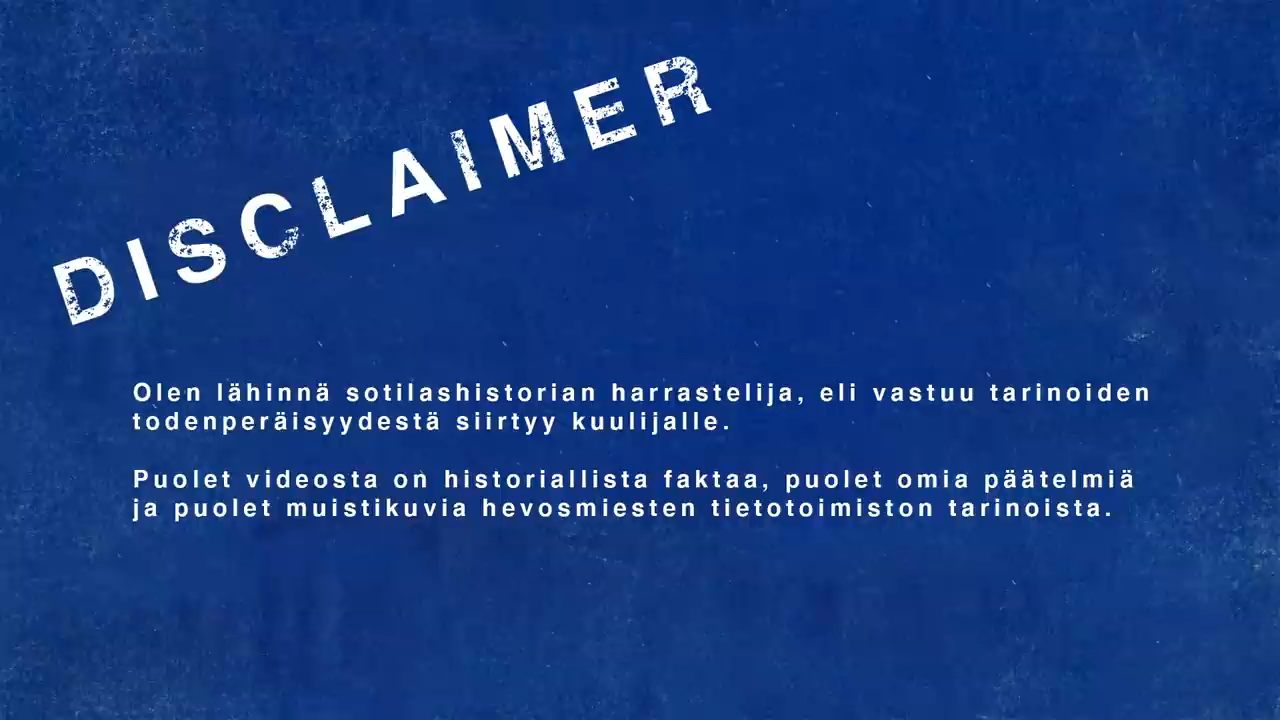 DISCLAIMER
Olen lähinnä sotilashistorian harrastelija, eli vastuu tarinoiden
todenperäisyydestä siirtyy kuulijalle.
Puolet videosta on historiallista faktaa, puolet omia päätelmiä
ja puolet muistikuvia hevosmiesten tietotoimiston tarinoista.